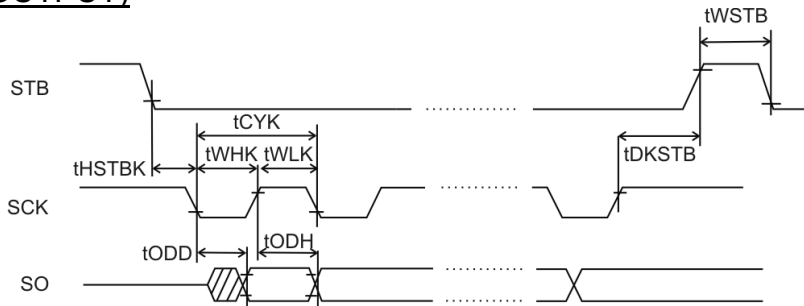 tWSTB
STB
tCYK
tWHK tWLK
tDKSTB
tHSTBK
SCK
tODD
tODH
SO